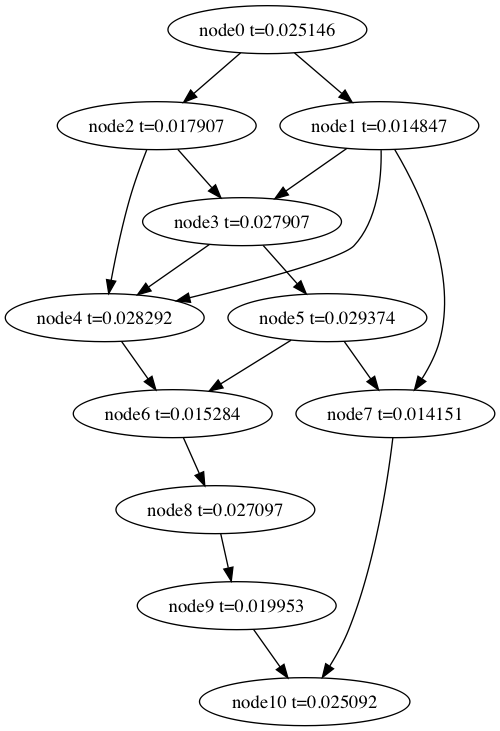 node0 t=0.025146
node2 t=0.017907
node1 t=0.014847
node3 t=0.027907
node4 t=0.028292
node5 t=0.029374
node6 t=0.015284
node7 t=0.014151
node8 t=0.027097
node9 t=0.019953
node10 t=0.025092